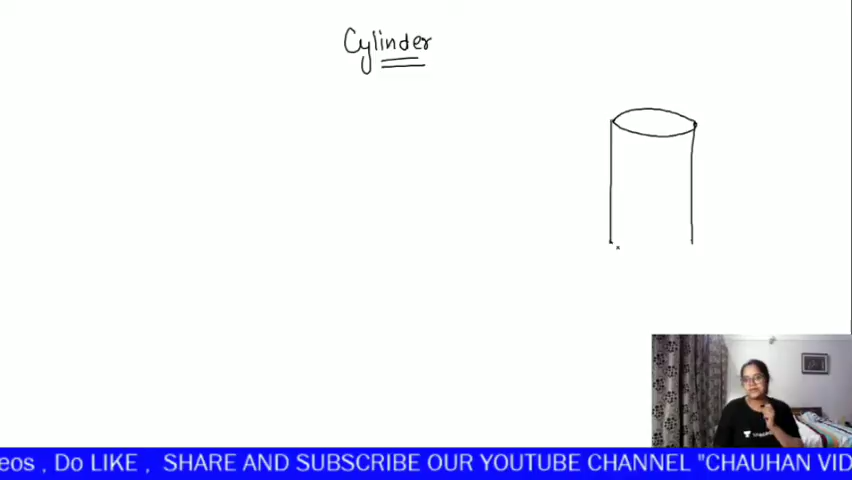 Cylinder
eos , Do LIKE , SHARE AND SUBSCRIBE OUR YOUTUBE CHANNEL "CHAUHAN VID